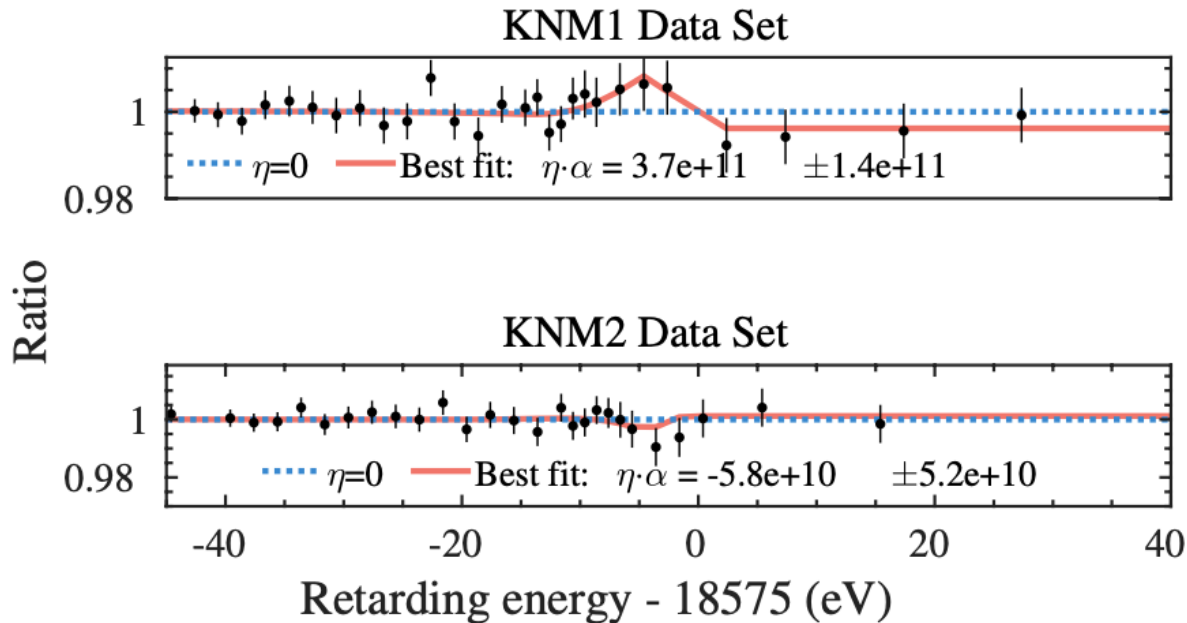 KNM1 Data Set
1
η=0 Best fit: η·α = 3.7e+11 ±1.4e+11
0.98
Ratio
KNM2 Data Set
1
η=0 Best fit: η·α = -5.8e+10 ±5.2e+10
0.98
-40 -20 0 20 40
Retarding energy - 18575 (eV)